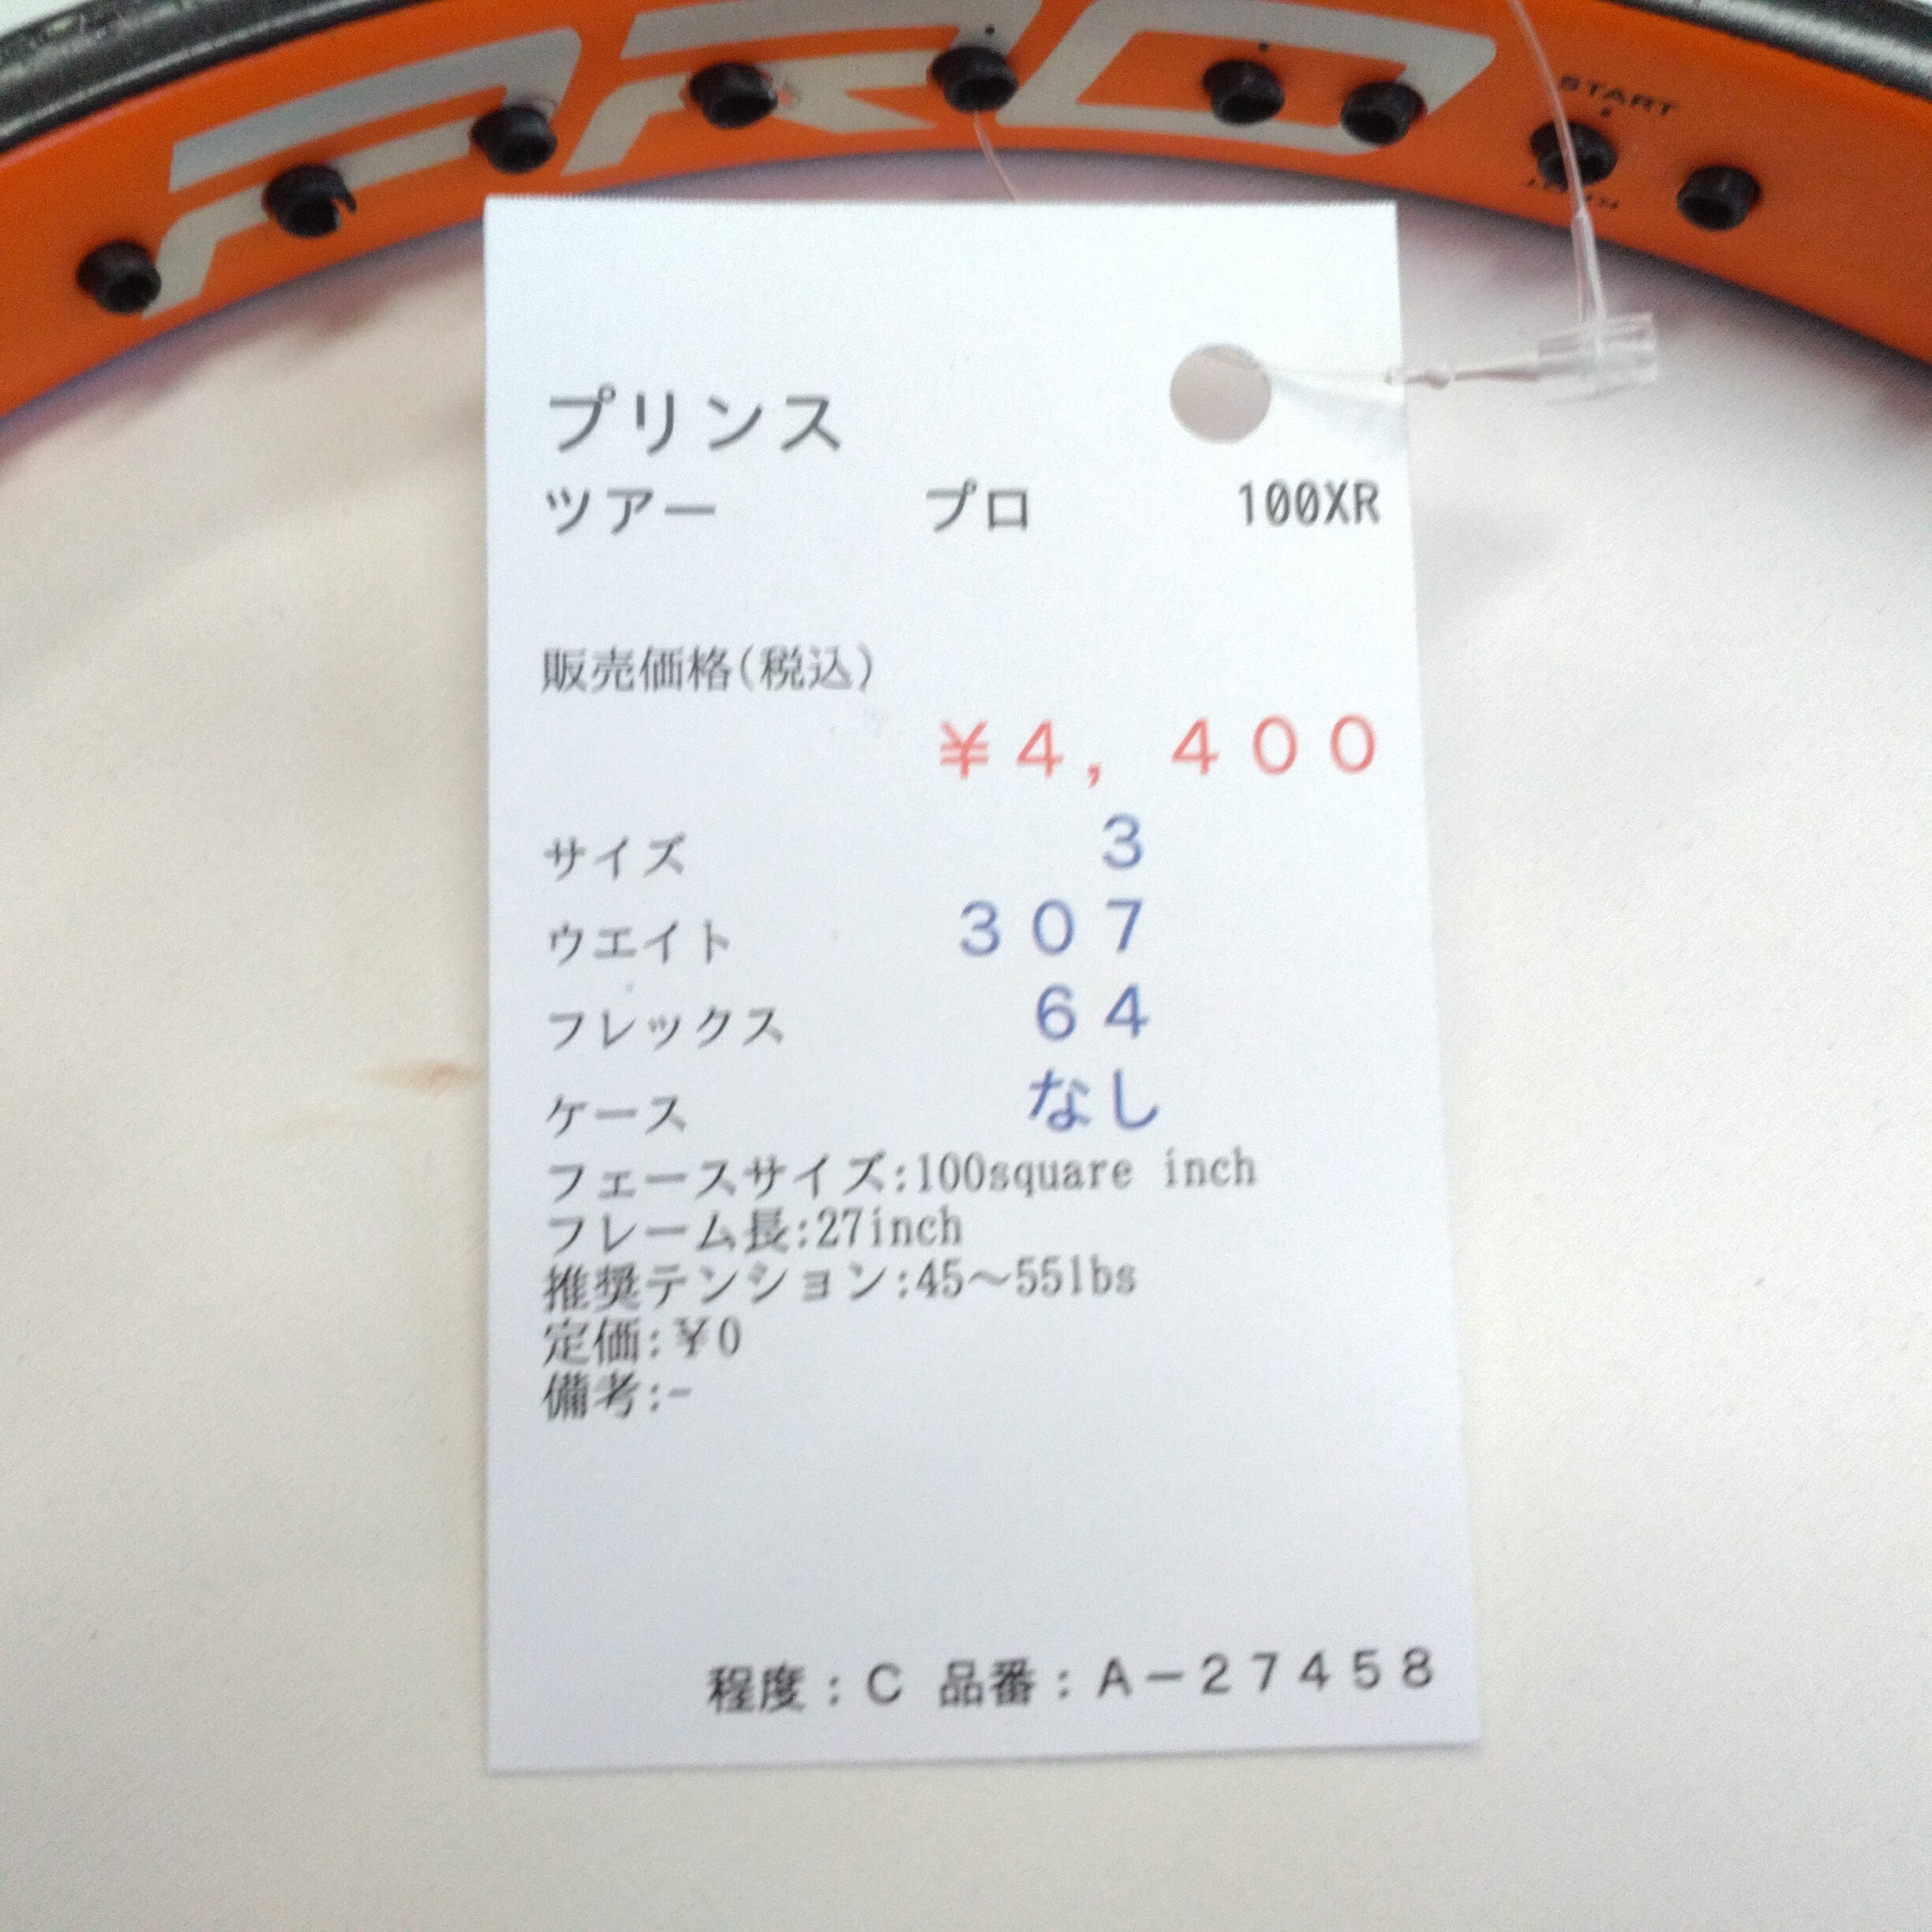 PRO
START
プリンス
ツアー プロ 100XR
販売価格(税込)
¥4,400
サイズ 3
ウエイト 307
フレックス 64
ケース なし
フェースサイズ:100square inch
フレーム長:27inch
推奨テンション:45～55lbs
定価:¥0
備考:-
程度：C 品番：A－27458